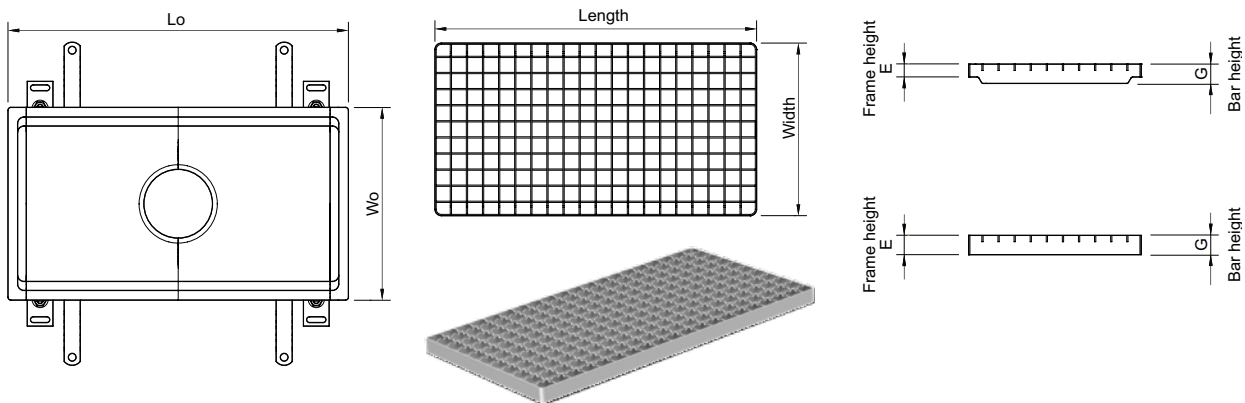 Lo
Wo
Length
Width
Frame height
E
G
Bar height
Frame height
E
G
Bar height